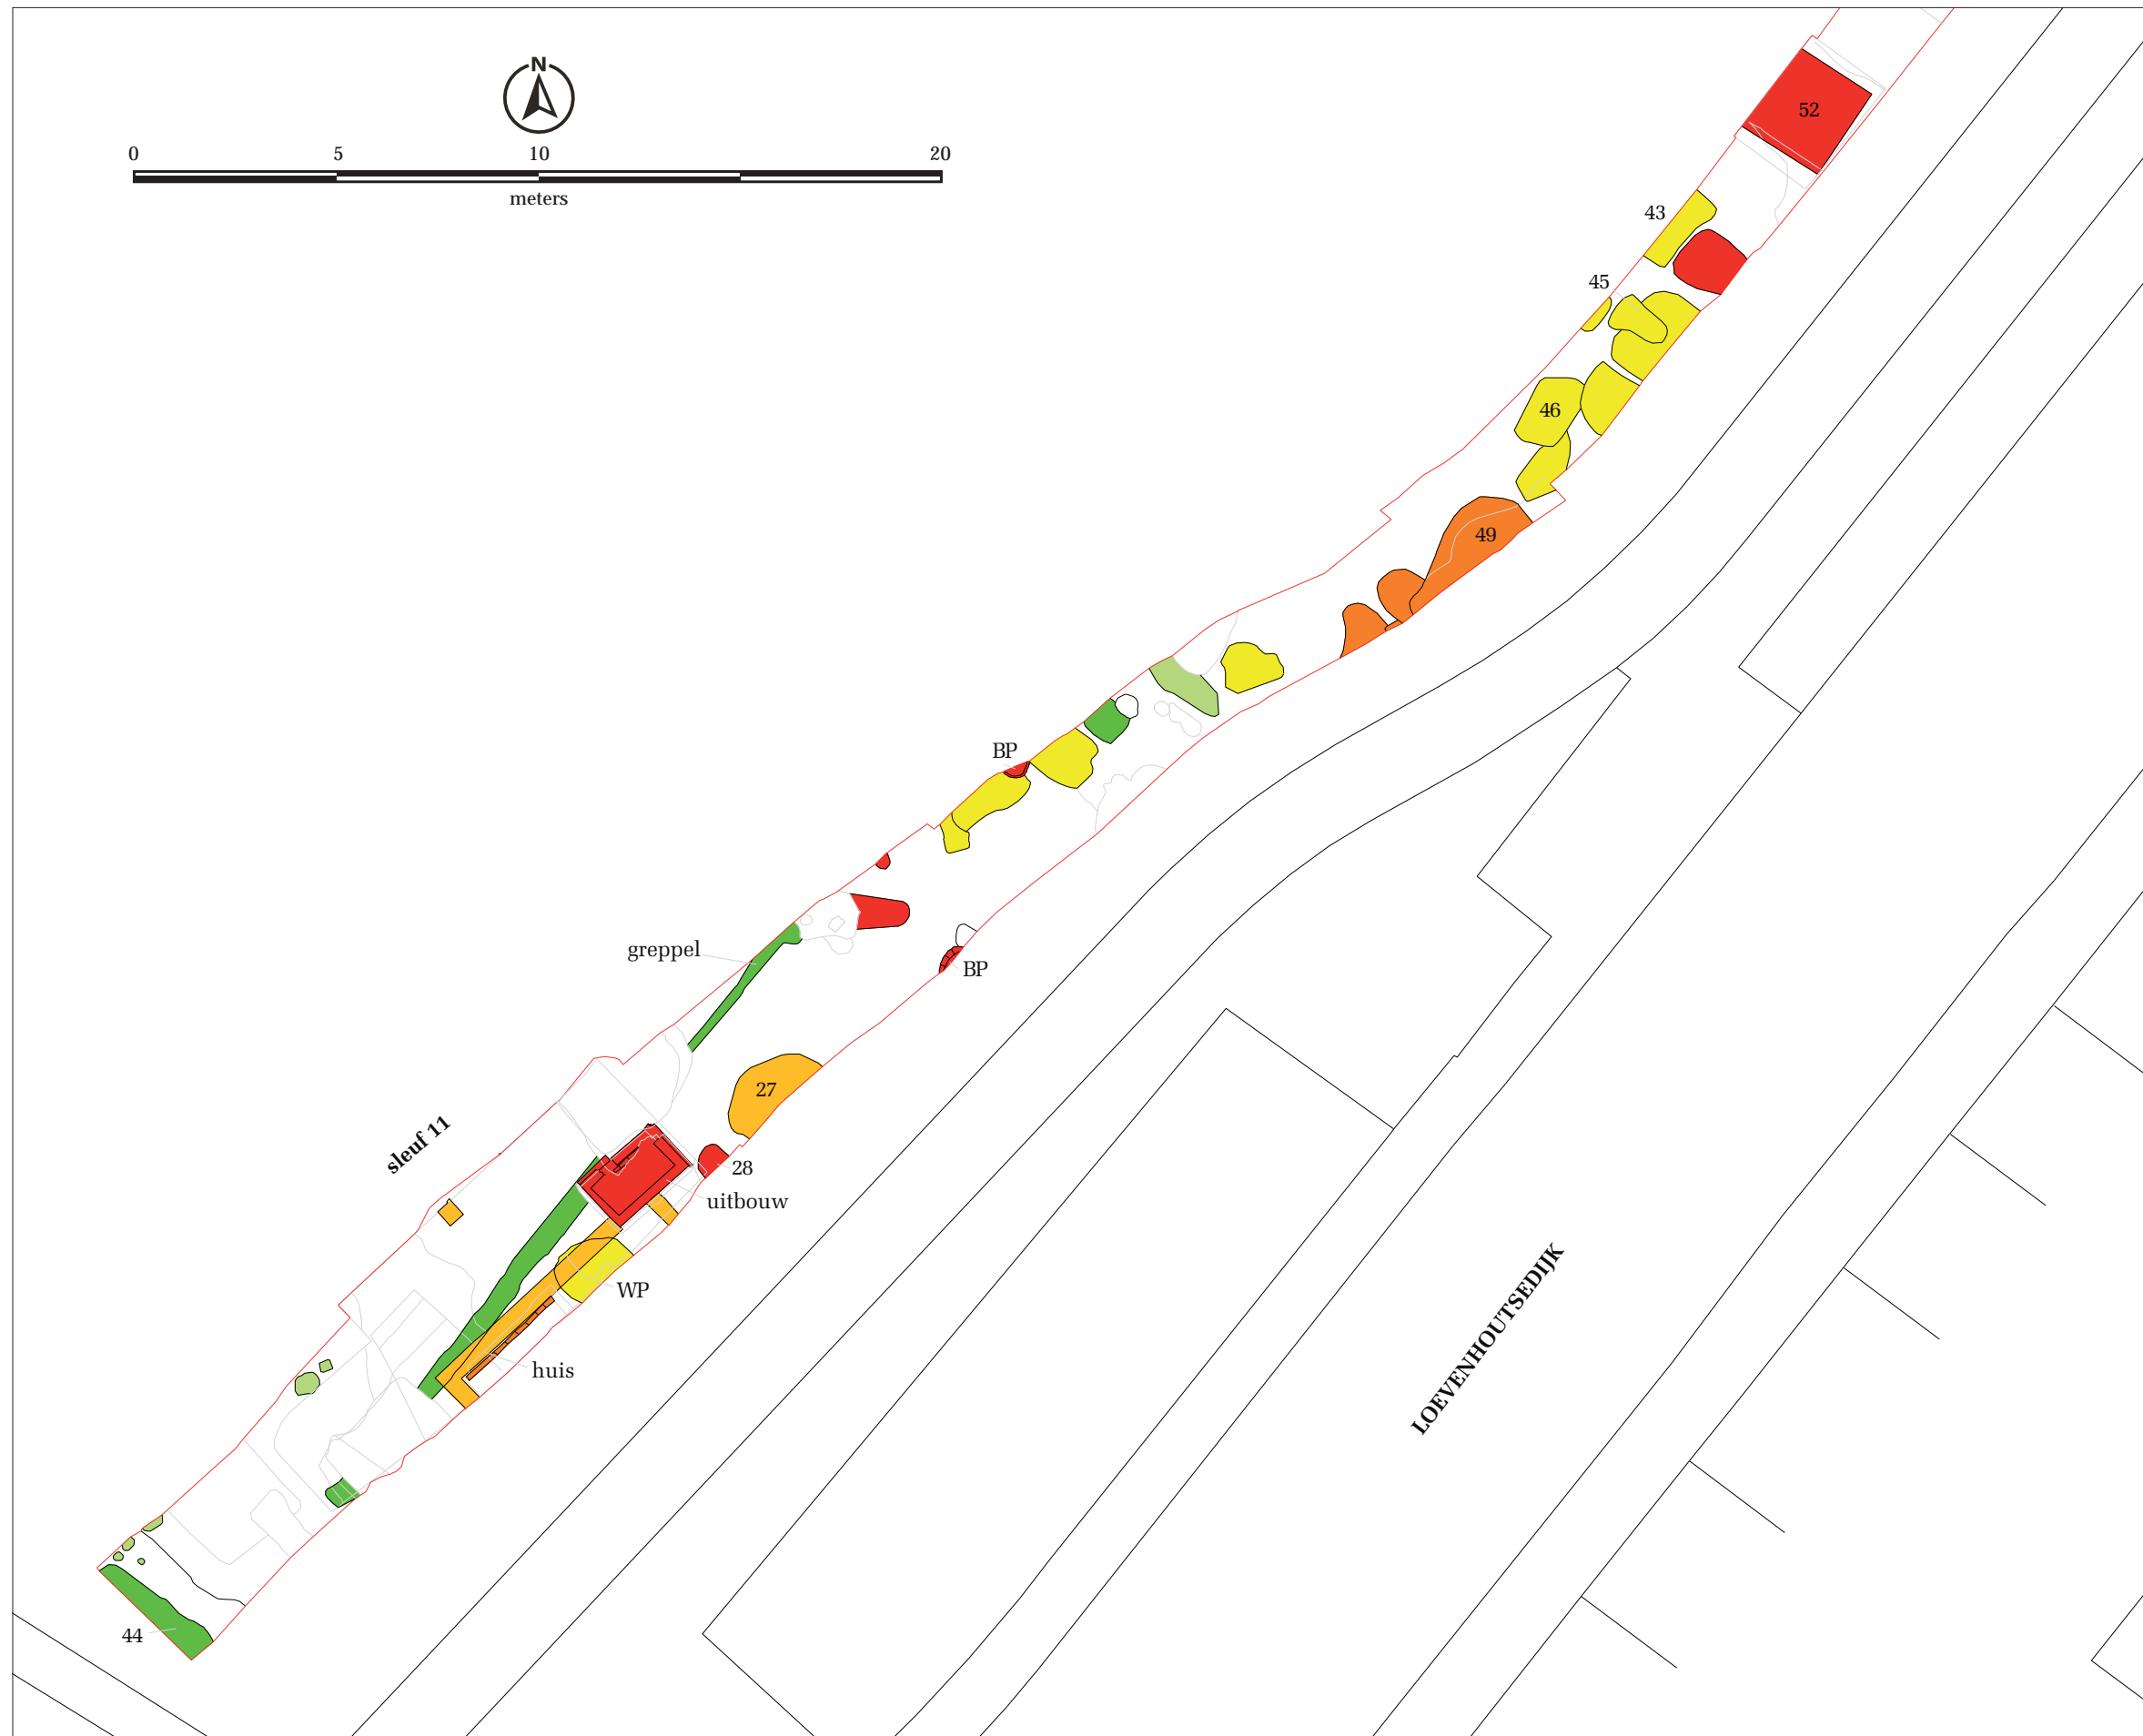 N
0 5 10 20
meters
52
43
45
46
49
BP
greppel
BP
27
sleuf 11
28
uitbouw
WP
huis
LOEVENHOUTSEDIJK
44